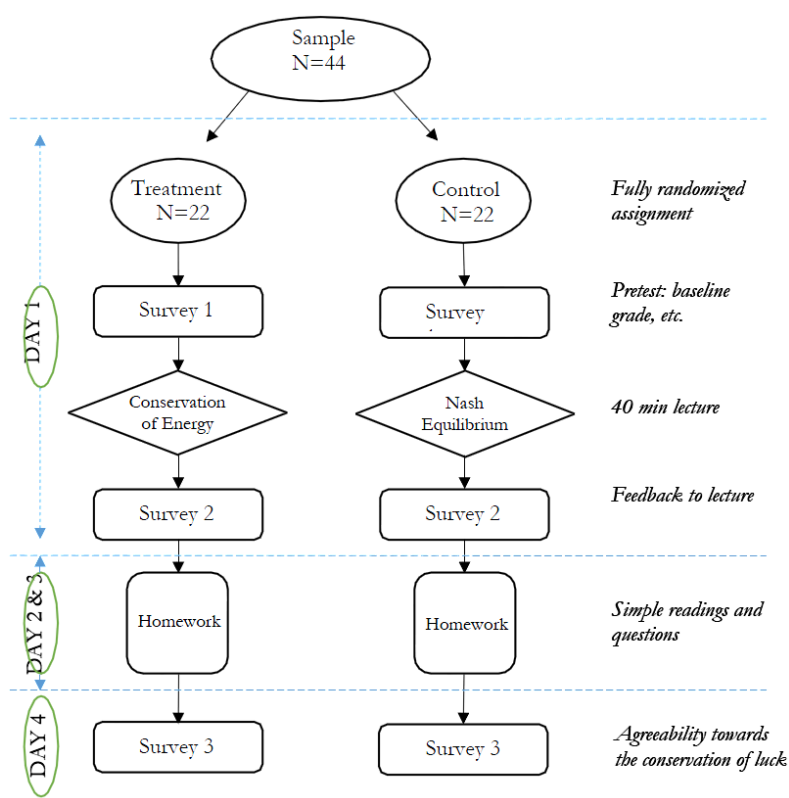 Sample
N=44
Treatment
N=22
Control
N=22
Fully randomized
assignment
Survey 1
Survey
Pretest: baseline
grade, etc.
DAY 1
Conservation
of Energy
Nash
Equilibrium
40 min lecture
Survey 2
Survey 2
Feedback to lecture
DAY 2 & 3
Homework
Homework
Simple readings and
questions
DAY 4
Survey 3
Survey 3
Agreeability towards
the conservation of luck